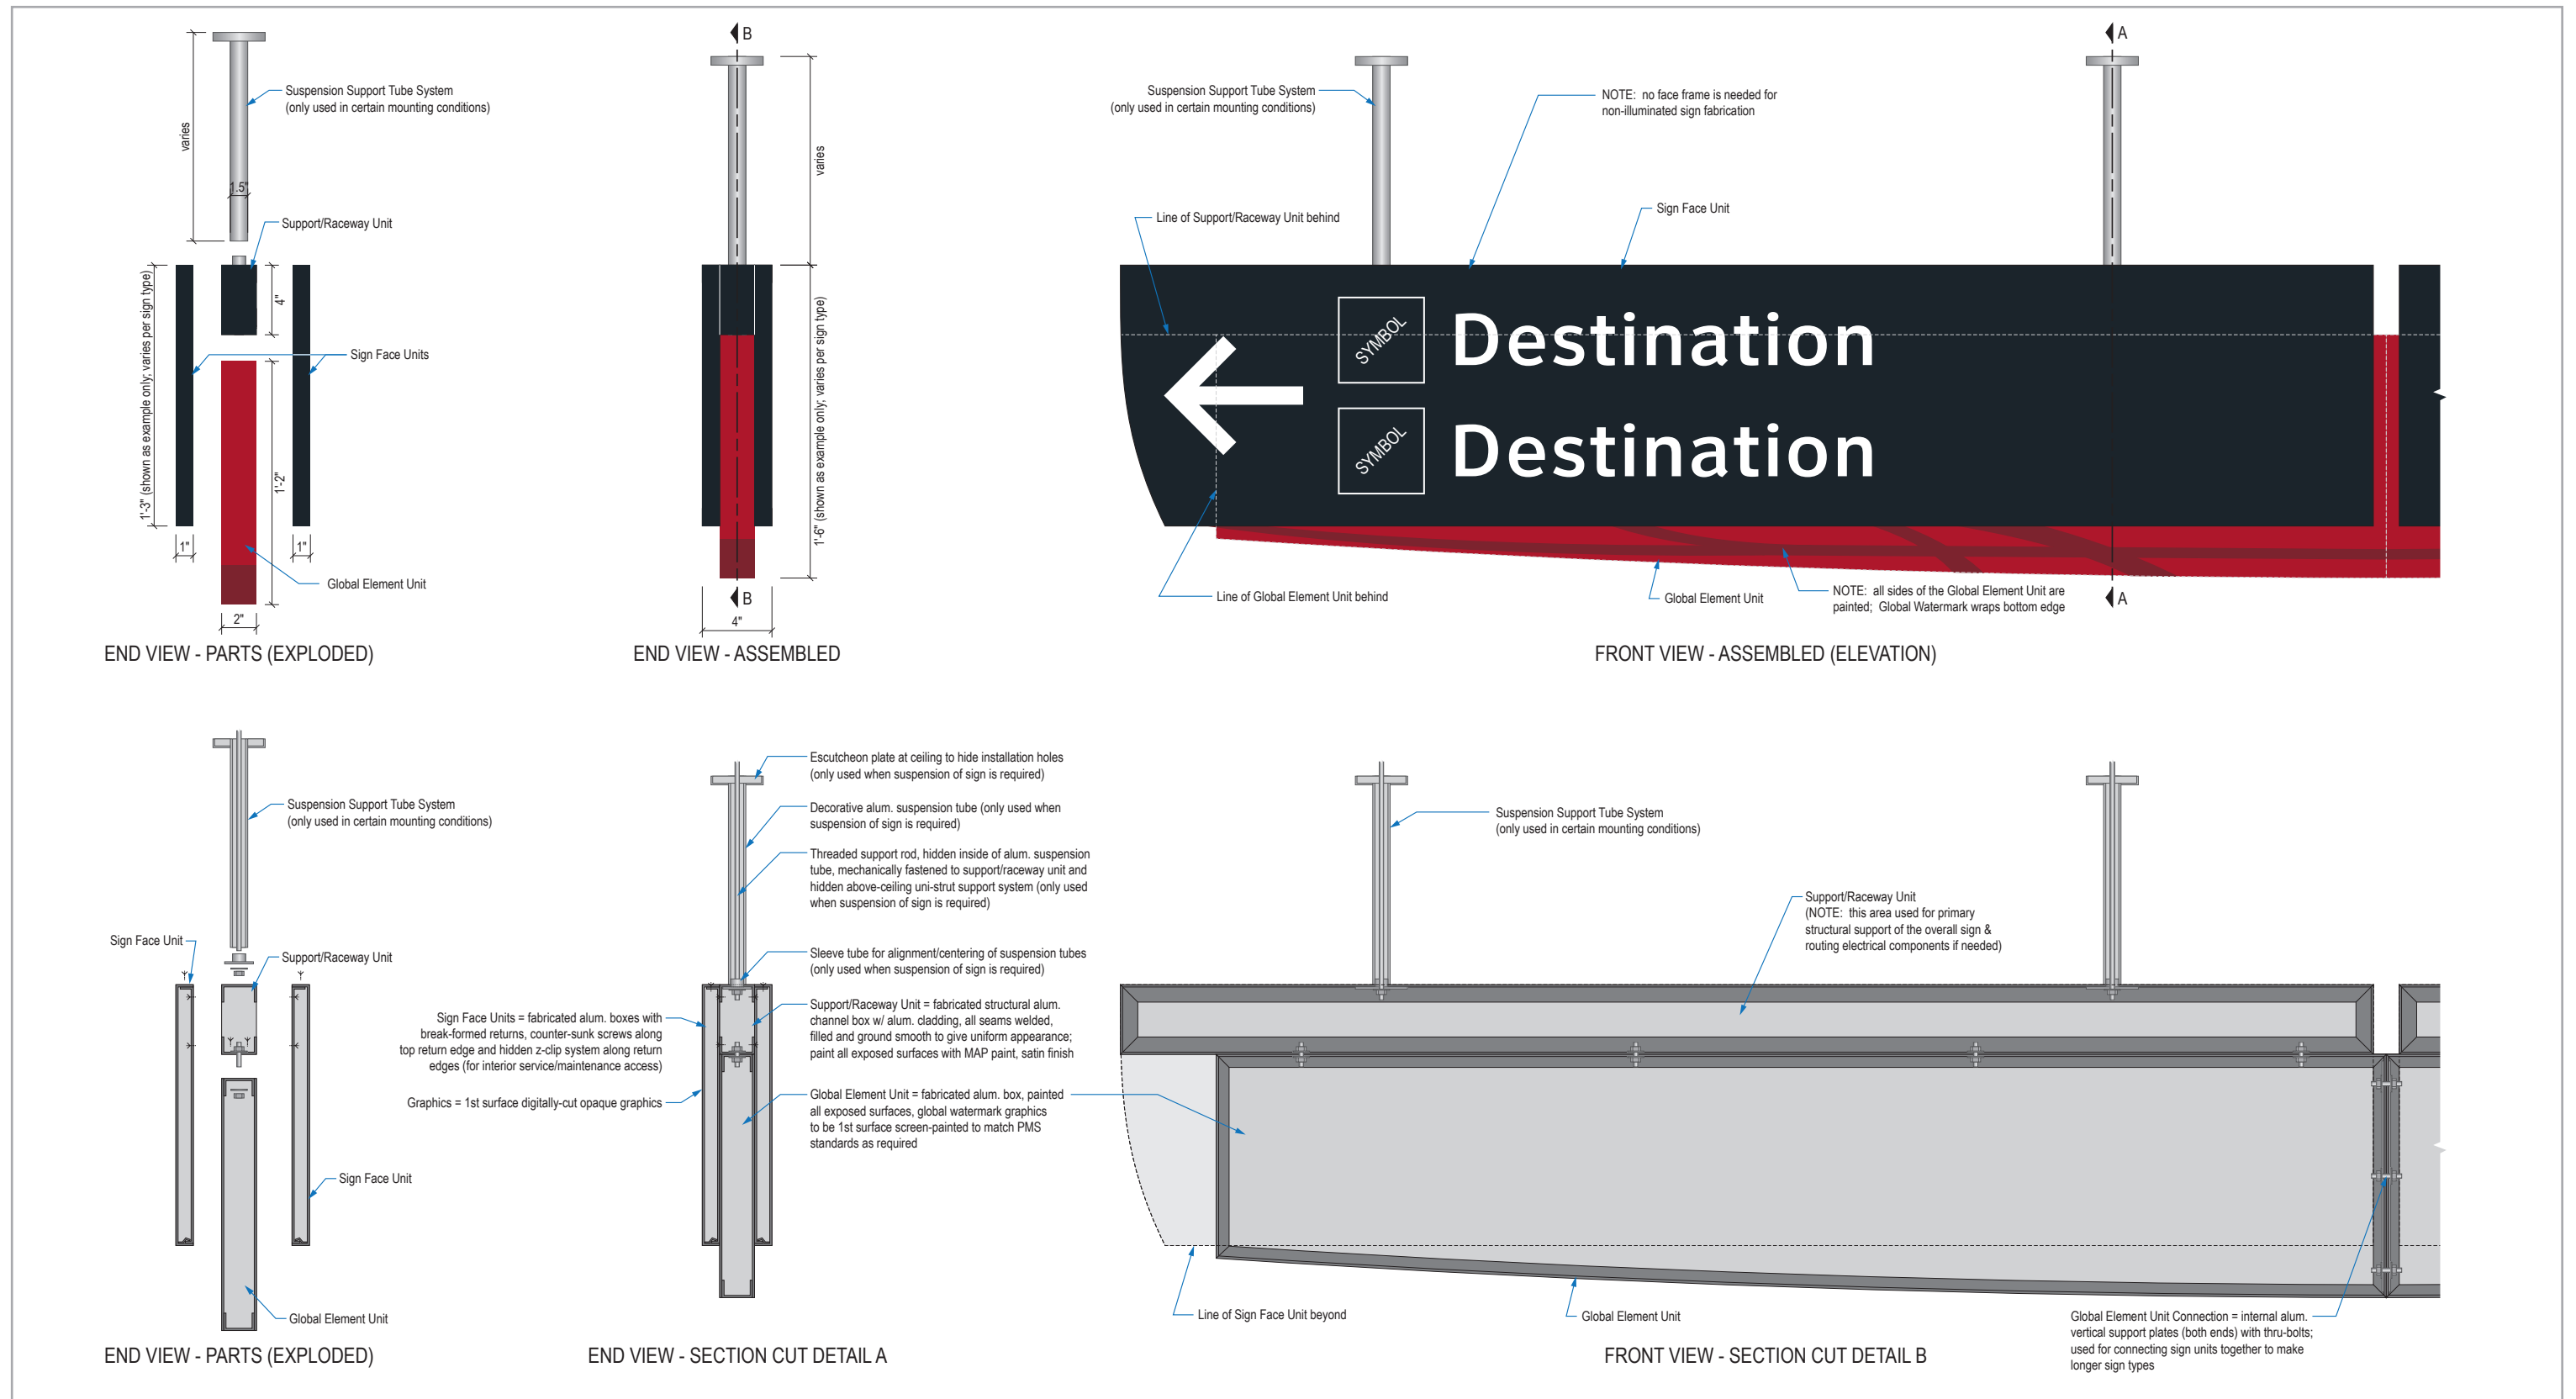 Suspension Support Tube System
(only used in certain mounting conditions)
varies
1.5"
Support/Raceway Unit
4"
1'-3" (shown as example only; varies per sign type)
Sign Face Units
1'-2"
1"
1"
Global Element Unit
2"
END VIEW - PARTS (EXPLODED)
B
varies
1'-6" (shown as example only; varies per sign type)
B
4"
END VIEW - ASSEMBLED
A
Suspension Support Tube System
(only used in certain mounting conditions)
NOTE: no face frame is needed for
non-illuminated sign fabrication
Line of Support/Raceway Unit behind
Sign Face Unit
SYMBOL
Destination
SYMBOL
Destination
Line of Global Element Unit behind
Global Element Unit
NOTE: all sides of the Global Element Unit are
painted; Global Watermark wraps bottom edge
A
FRONT VIEW - ASSEMBLED (ELEVATION)
Suspension Support Tube System
(only used in certain mounting conditions)
Sign Face Unit
Support/Raceway Unit
Sign Face Unit
Global Element Unit
END VIEW - PARTS (EXPLODED)
Escutcheon plate at ceiling to hide installation holes
(only used when suspension of sign is required)
Decorative alum. suspension tube (only used when
suspension of sign is required)
Threaded support rod, hidden inside of alum. suspension
tube, mechanically fastened to support/raceway unit and
hidden above-ceiling uni-strut support system (only used
when suspension of sign is required)
Sleeve tube for alignment/centering of suspension tubes
(only used when suspension of sign is required)
Support/Raceway Unit = fabricated structural alum.
channel box w/ alum. cladding, all seams welded,
filled and ground smooth to give uniform appearance;
paint all exposed surfaces with MAP paint, satin finish
Sign Face Units = fabricated alum. boxes with
break-formed returns, counter-sunk screws along
top return edge and hidden z-clip system along return
edges (for interior service/maintenance access)
Graphics = 1st surface digitally-cut opaque graphics
Global Element Unit = fabricated alum. box, painted
all exposed surfaces, global watermark graphics
to be 1st surface screen-painted to match PMS
standards as required
END VIEW - SECTION CUT DETAIL A
Suspension Support Tube System
(only used in certain mounting conditions)
Support/Raceway Unit
(NOTE: this area used for primary
structural support of the overall sign &
routing electrical components if needed)
Line of Sign Face Unit beyond
Global Element Unit
Global Element Unit Connection = internal alum.
vertical support plates (both ends) with thru-bolts;
used for connecting sign units together to make
longer sign types
FRONT VIEW - SECTION CUT DETAIL B